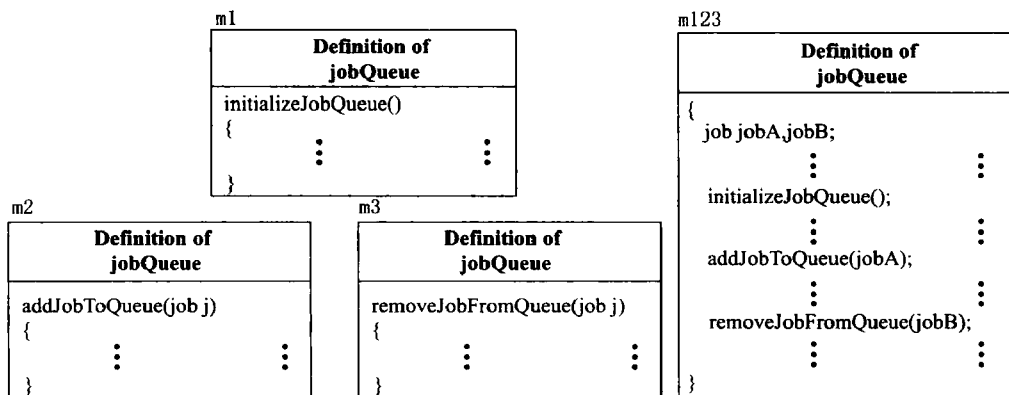 m1
Definition of
jobQueue
initializeJobQueue()
{
}
m2
Definition of
jobQueue
addJobToQueue(job j)
{
}
m3
Definition of
jobQueue
removeJobFromQueue(job j)
{
}
m123
Definition of
jobQueue
{
job jobA,jobB;
initializeJobQueue();
addJobToQueue(jobA);
removeJobFromQueue(jobB);
}